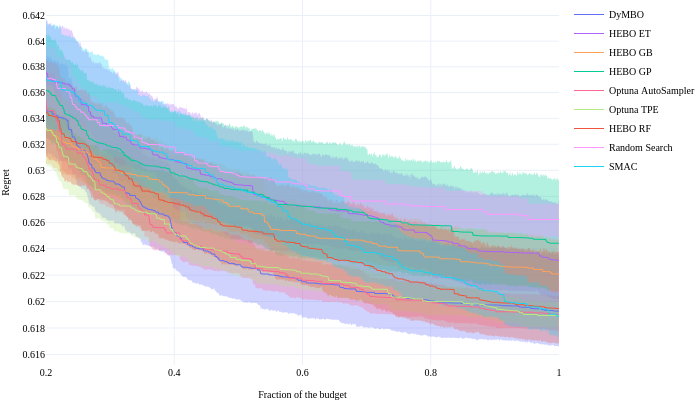 0.642
0.64
0.638
0.636
0.634
0.632
0.63
0.628
0.626
0.624
0.622
0.62
0.618
0.616
Regret
0.2
0.4
0.6
0.8
1
Fraction of the budget
DyMBO
HEBO ET
HEBO GB
HEBO GP
Optuna AutoSampler
Optuna TPE
HEBO RF
Random Search
SMAC